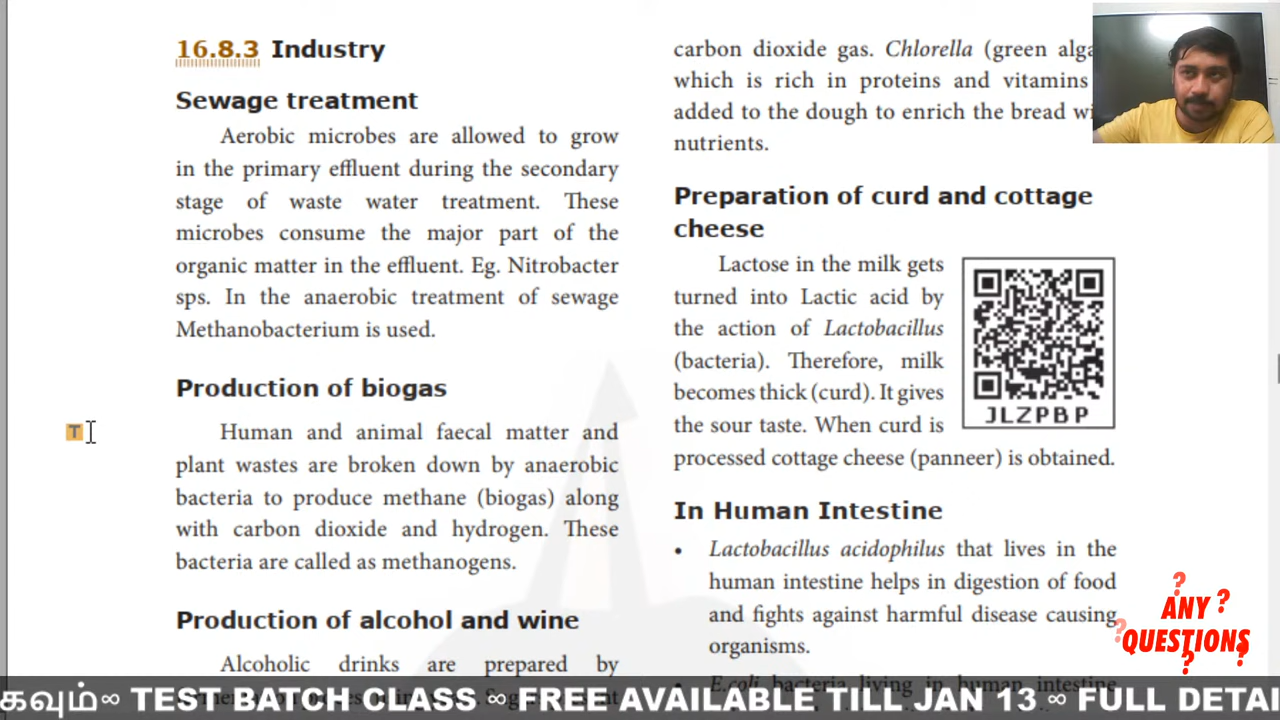 16.8.3 Industry
Sewage treatment
Aerobic microbes are allowed to grow
in the primary effluent during the secondary
stage of waste water treatment. These
microbes consume the major part of the
organic matter in the effluent. Eg. Nitrobacter
sps. In the anaerobic treatment of sewage
Methanobacterium is used.
Production of biogas
T
Human and animal faecal matter and
plant wastes are broken down by anaerobic
bacteria to produce methane (biogas) along
with carbon dioxide and hydrogen. These
bacteria are called as methanogens.
Production of alcohol and wine
Alcoholic drinks are prepared by
carbon dioxide gas. Chlorella (green alga
which is rich in proteins and vitamins
added to the dough to enrich the bread wi
nutrients.
Preparation of curd and cottage
cheese
Lactose in the milk gets
turned into Lactic acid by
the action of Lactobacillus
(bacteria). Therefore, milk
becomes thick (curd). It gives
the sour taste. When curd is
processed cottage cheese (panneer) is obtained.
JLZPBP
In Human Intestine
• Lactobacillus acidophilus that lives in the
human intestine helps in digestion of food
and fights against harmful disease causing
organisms.
• E.coli bacteria living in human intestine
ANY ?
QUESTIONS
கவும்∞ TEST BATCH CLASS ∞ FREE AVAILABLE TILL JAN 13 ∞ FULL DETAI